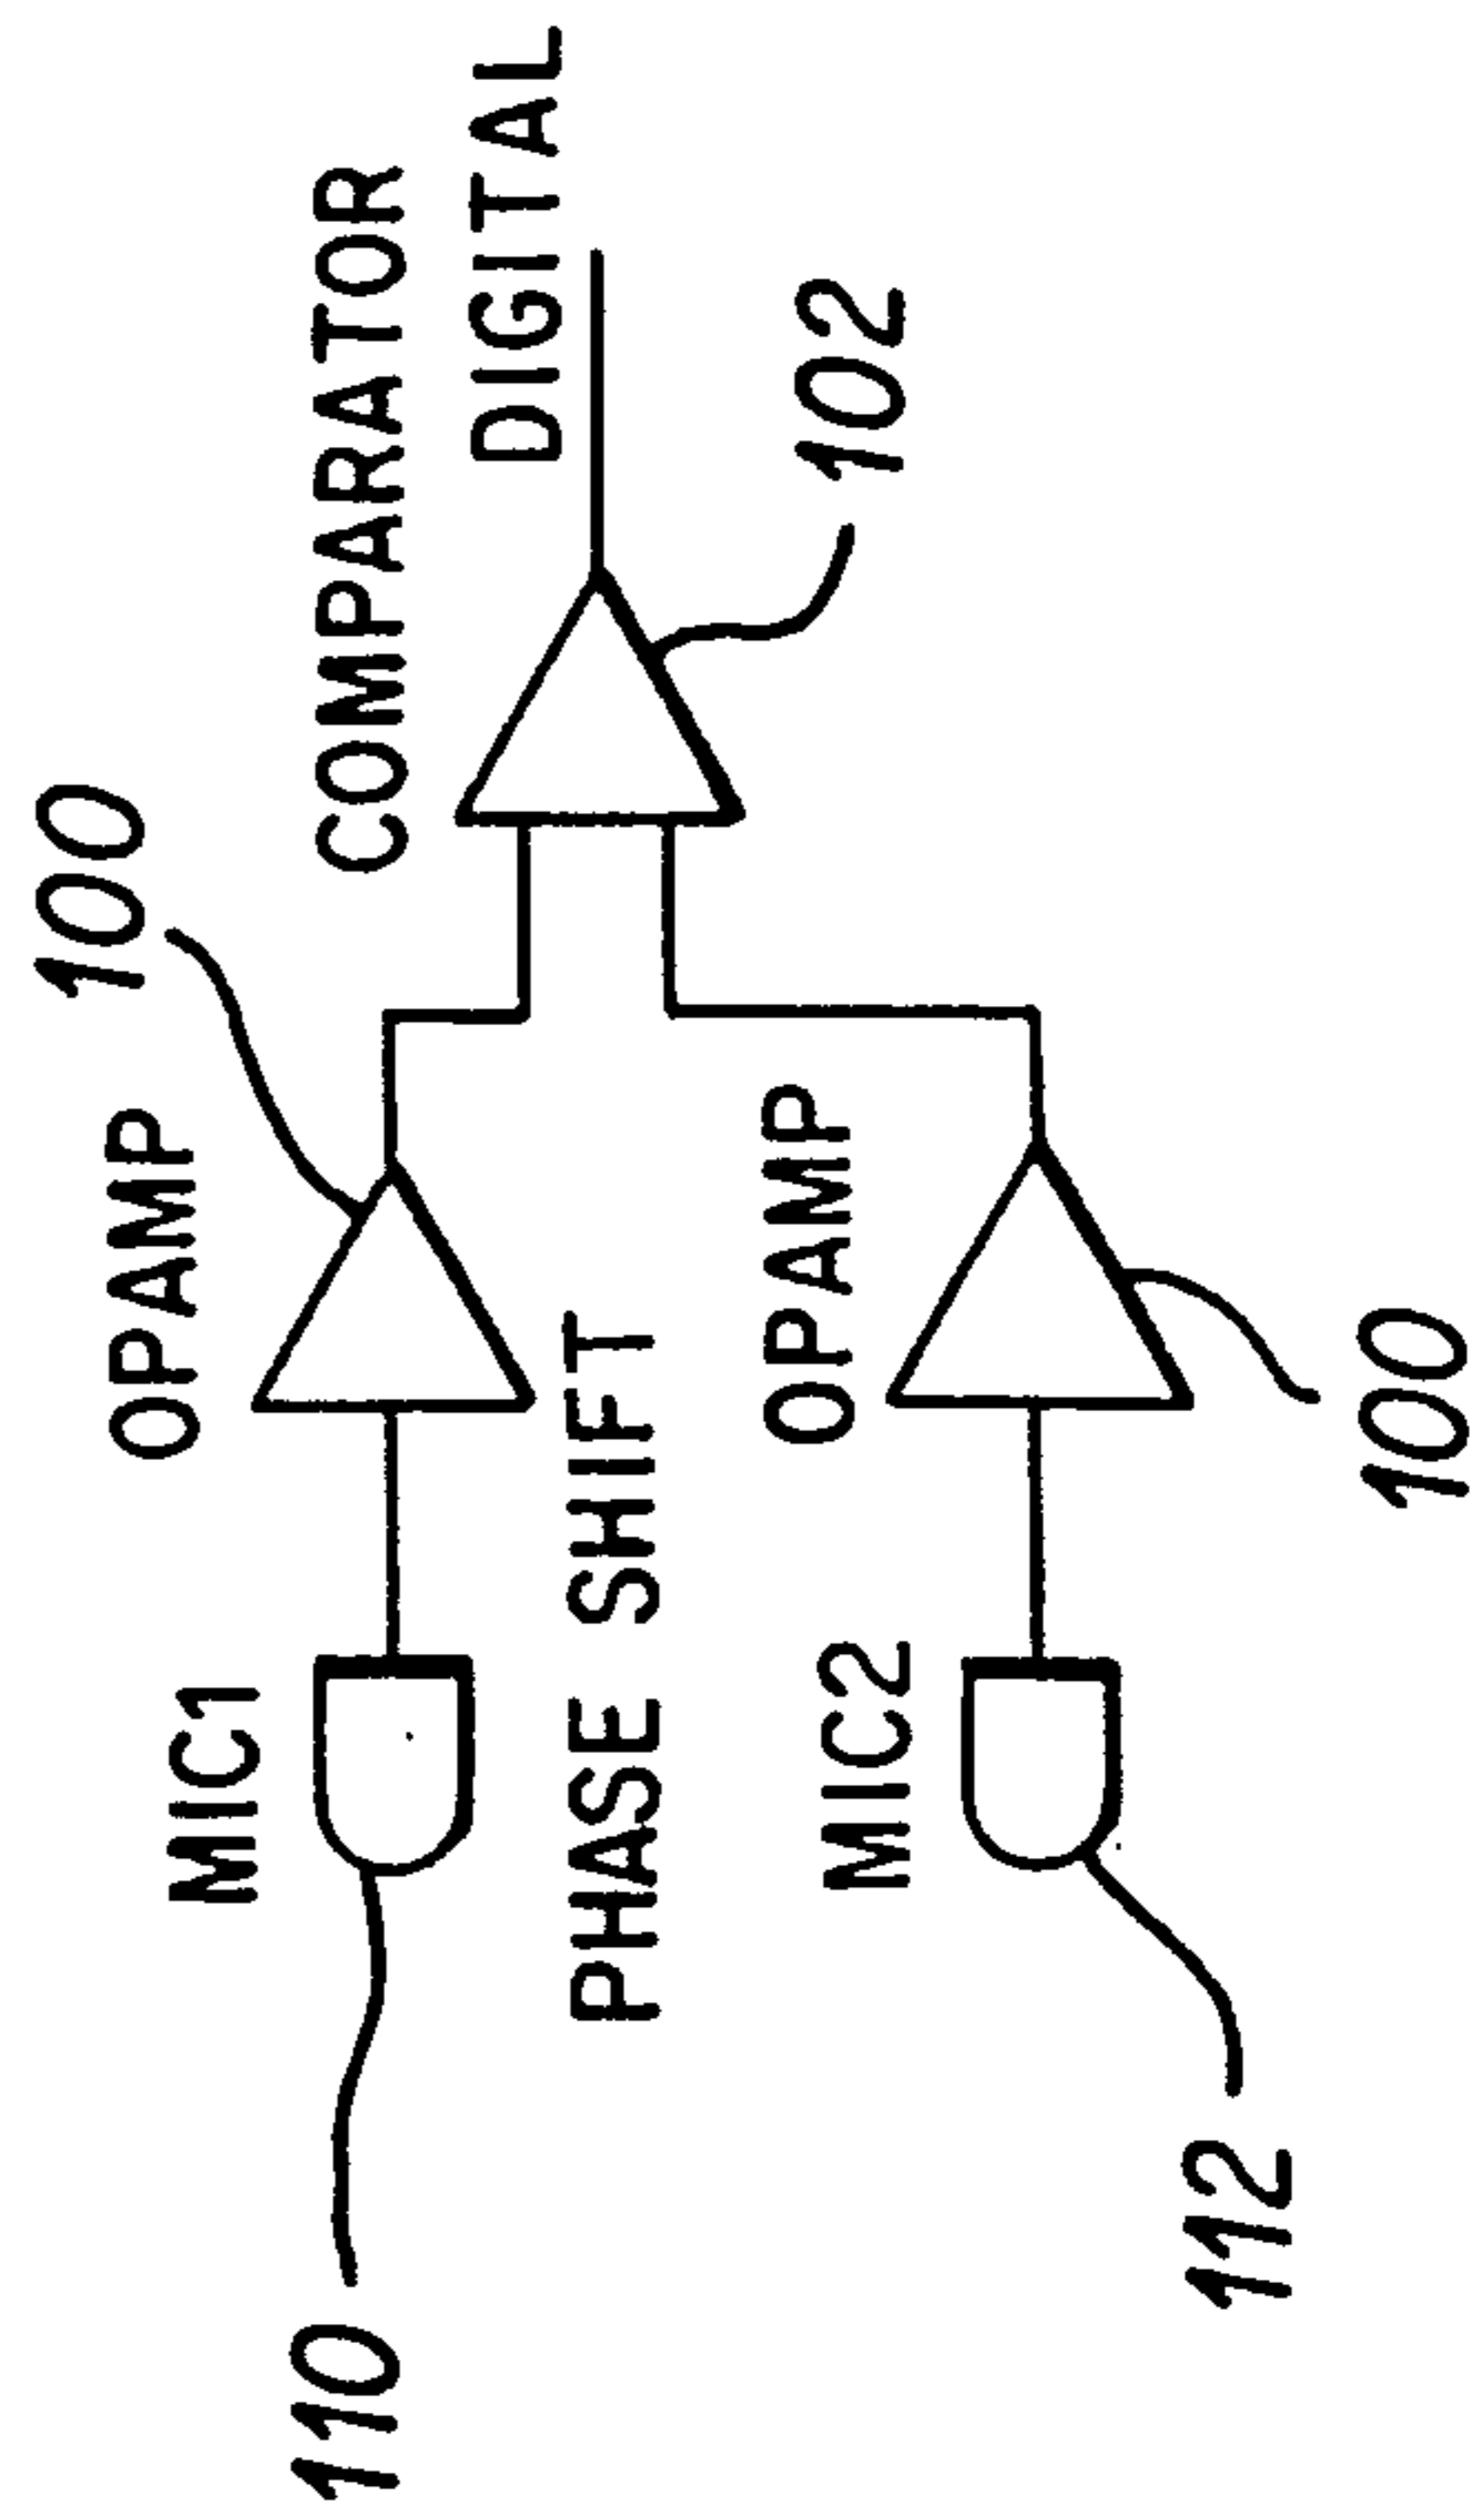 100
OPAMP
MIC1
110
COMPARATOR
DIGITAL
PHASE SHIFT
102
OPAMP
MIC2
112
100